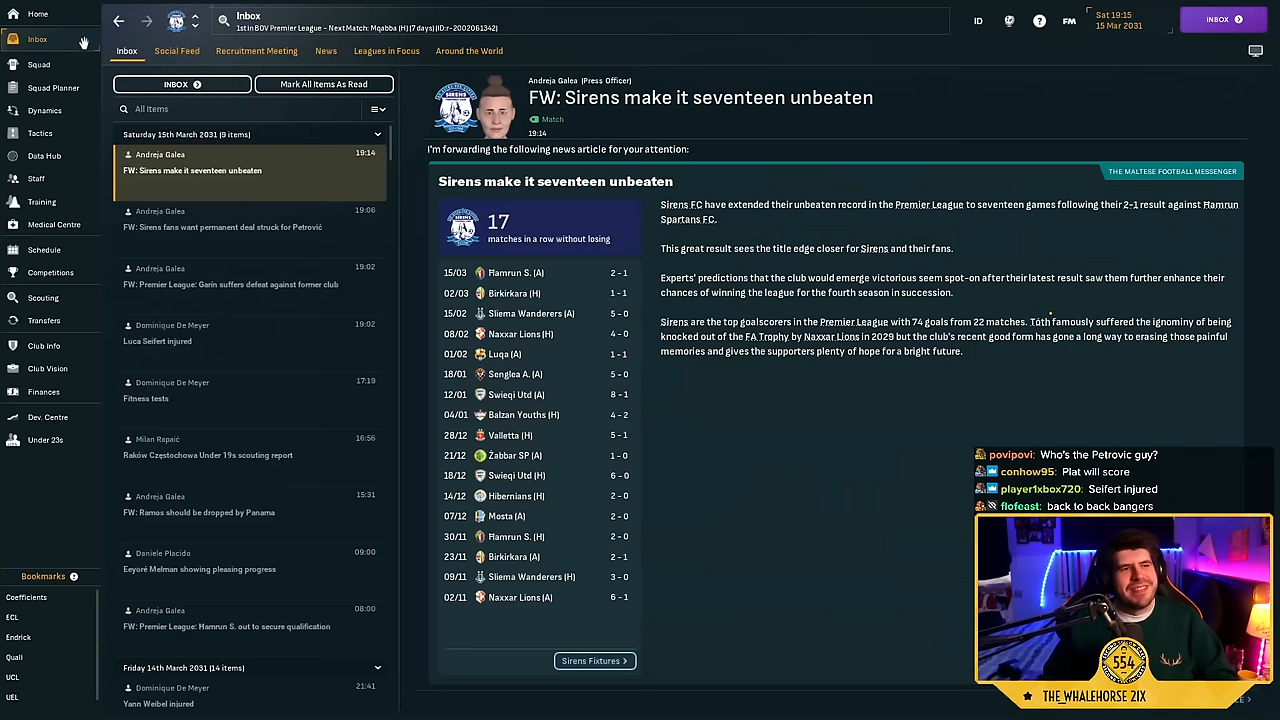 Home
Inbox
Squad
Squad Planner
Dynamics
Tactics
Data Hub
Staff
Training
Medical Centre
Schedule
Competitions
Scouting
Transfers
Club Info
Club Vision
Finances
Dev. Centre
Under 23s
Bookmarks
Coefficients
ECL
Endrick
Quali
UCL
UEL
Inbox
1st in BOV Premier League - Next Match: Mqabba (H) (7 days) (ID:r-2002061342)
ID
FM
Sat 19:15
15 Mar 2031
INBOX
Inbox Social Feed Recruitment Meeting News Leagues in Focus Around the World
INBOX
Mark All Items As Read
All Items
Saturday 15th March 2031 (9 items)
Andreja Galea 19:14
FW: Sirens make it seventeen unbeaten
Andreja Galea 19:06
FW: Sirens fans want permanent deal struck for Petrović
Andreja Galea 19:02
FW: Premier League: Garin suffers defeat against former club
Dominique De Meyer 19:02
Luca Seifert injured
Dominique De Meyer 17:19
Fitness tests
Milan Rapaić 16:56
Raków Częstochowa Under 19s scouting report
Andreja Galea 15:31
FW: Ramos should be dropped by Panama
Daniele Placido 09:00
Eeyoré Melman showing pleasing progress
Andreja Galea 08:00
FW: Premier League: Hamrun S. out to secure qualification
Friday 14th March 2031 (14 items)
Dominique De Meyer 21:41
Yann Weibel injured
Andreja Galea (Press Officer)
FW: Sirens make it seventeen unbeaten
Match
19:14
I'm forwarding the following news article for your attention:
THE MALTESE FOOTBALL MESSENGER
Sirens make it seventeen unbeaten
17
matches in a row without losing
15/03 Hamrun S. (A) 2 - 1
02/03 Birkirkara (H) 1 - 1
15/02 Sliema Wanderers (A) 5 - 0
08/02 Naxxar Lions (H) 4 - 0
01/02 Luqa (A) 1 - 1
18/01 Senglea A. (A) 5 - 0
12/01 Swieqi Utd (A) 8 - 1
04/01 Balzan Youths (H) 4 - 2
28/12 Valletta (H) 5 - 1
21/12 Żabbar SP (A) 1 - 0
18/12 Swieqi Utd (H) 6 - 0
14/12 Hibernians (H) 2 - 0
07/12 Mosta (A) 2 - 0
30/11 Hamrun S. (H) 2 - 0
23/11 Birkirkara (A) 2 - 1
09/11 Sliema Wanderers (H) 3 - 0
02/11 Naxxar Lions (A) 6 - 1
Sirens Fixtures
Sirens FC have extended their unbeaten record in the Premier League to seventeen games following their 2-1 result against Hamrun
Spartans FC.
This great result sees the title edge closer for Sirens and their fans.
Experts' predictions that the club would emerge victorious seem spot-on after their latest result saw them further enhance their
chances of winning the league for the fourth season in succession.
Sirens are the top goalscorers in the Premier League with 74 goals from 22 matches. Tóth famously suffered the ignominy of being
knocked out of the FA Trophy by Naxxar Lions in 2029 but the club's recent good form has gone a long way to erasing those painful
memories and gives the supporters plenty of hope for a bright future.
povipovi: Who's the Petrovic guy?
conhow95: Plat will score
player1xbox720: Seifert injured
flofeast: back to back bangers
554
THE_WHALEHORSE 21X